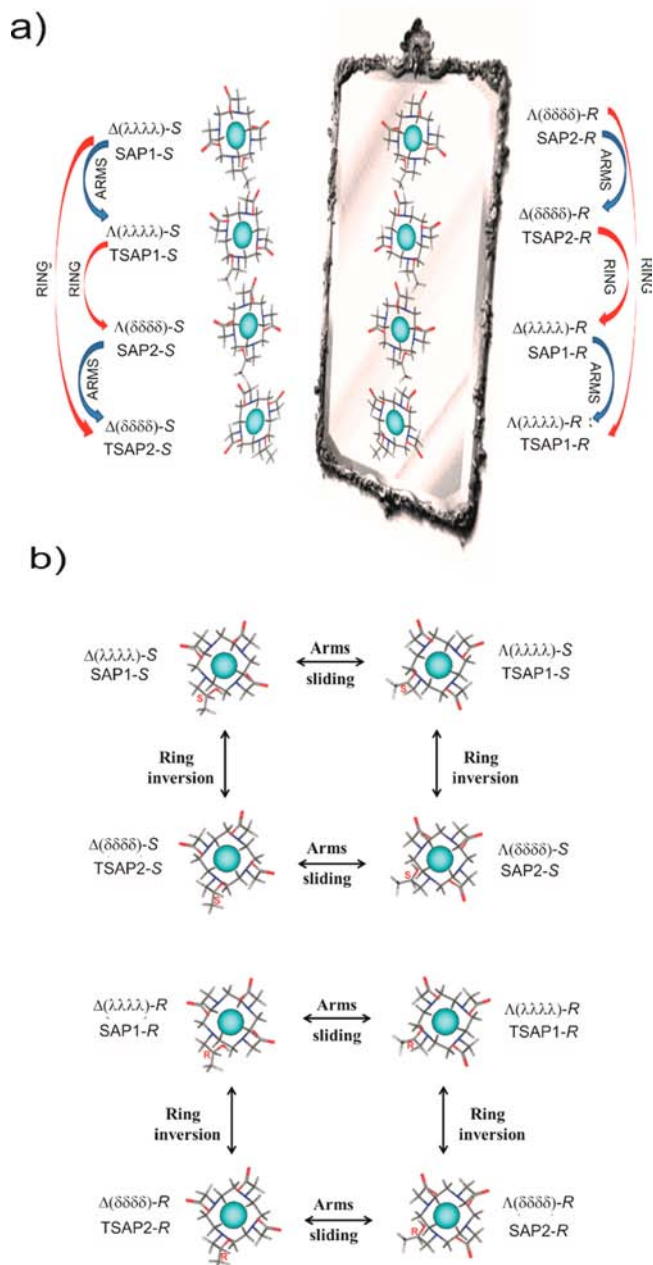 a)
Δ(λλλλ)-S
SAP1-S
ARMS
Λ(λλλλ)-S
TSAP1-S
RING
RING
Λ(δδδδ)-S
SAP2-S
ARMS
Δ(δδδδ)-S
TSAP2-S
Λ(δδδδ)-R
SAP2-R
ARMS
Δ(δδδδ)-R
TSAP2-R
RING
RING
Δ(λλλλ)-R
SAP1-R
ARMS
Λ(λλλλ)-R
TSAP1-R
b)
Δ(λλλλ)-S
SAP1-S
S
Arms
sliding
S
Λ(λλλλ)-S
TSAP1-S
Ring
inversion
Ring
inversion
Δ(δδδδ)-S
TSAP2-S
S
Arms
sliding
S
Λ(δδδδ)-S
SAP2-S
Δ(λλλλ)-R
SAP1-R
R
Arms
sliding
R
Λ(λλλλ)-R
TSAP1-R
Ring
inversion
Ring
inversion
Δ(δδδδ)-R
TSAP2-R
R
Arms
sliding
R
Λ(δδδδ)-R
SAP2-R